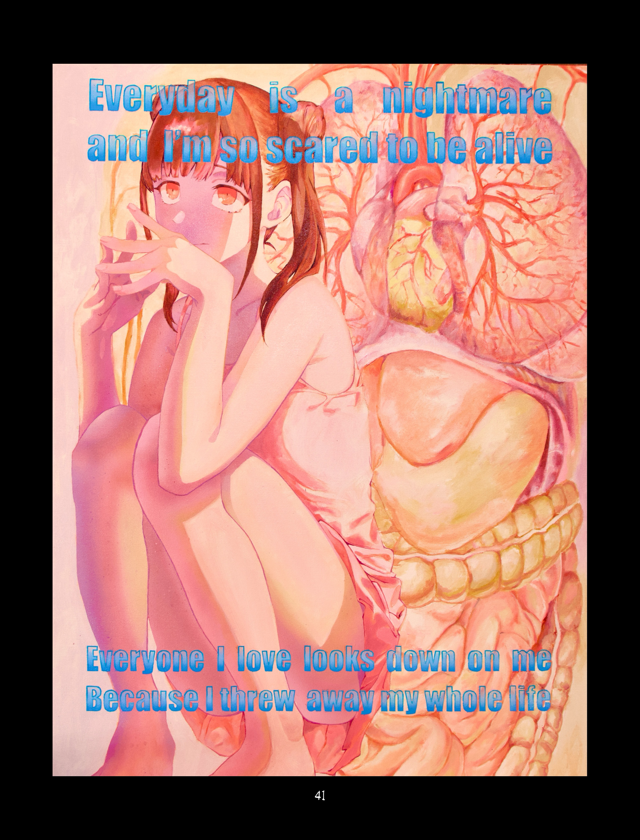 Everyday is a nightmare
and I'm so scared to be alive
Everyone I love looks down on me
Because I threw away my whole life
41